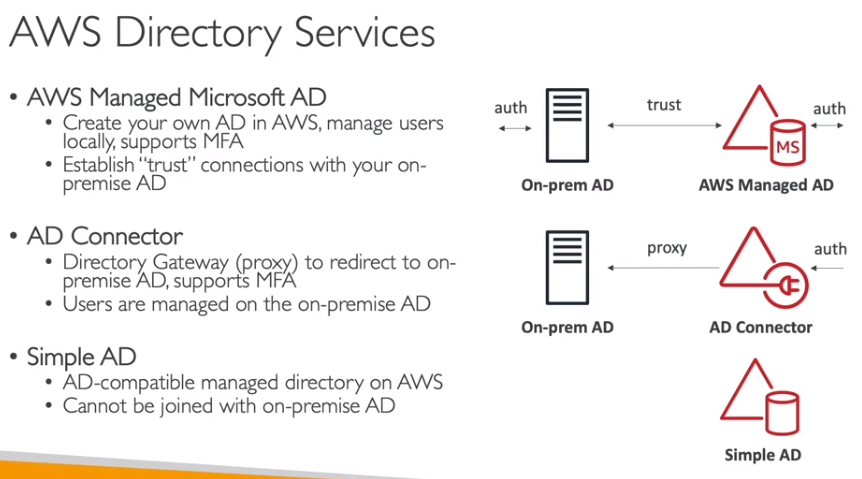 AWS Directory Services
• AWS Managed Microsoft AD
• Create your own AD in AWS, manage users
locally, supports MFA
• Establish “trust” connections with your on-
premise AD
• AD Connector
• Directory Gateway (proxy) to redirect to on-
premise AD, supports MFA
• Users are managed on the on-premise AD
• Simple AD
• AD-compatible managed directory on AWS
• Cannot be joined with on-premise AD
auth
trust
auth
MS
On-prem AD
AWS Managed AD
proxy
auth
On-prem AD
AD Connector
Simple AD